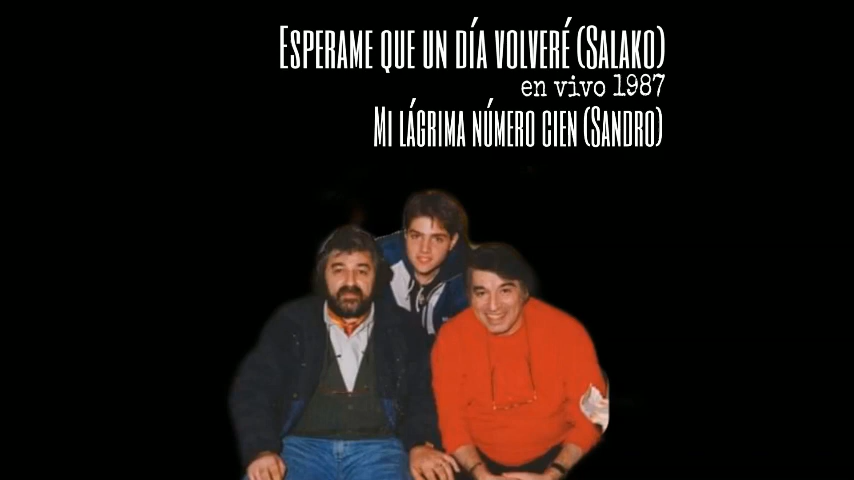 Esperame que un día volveré (Salako)
en vivo 1987
Mi lágrima número cien (Sandro)